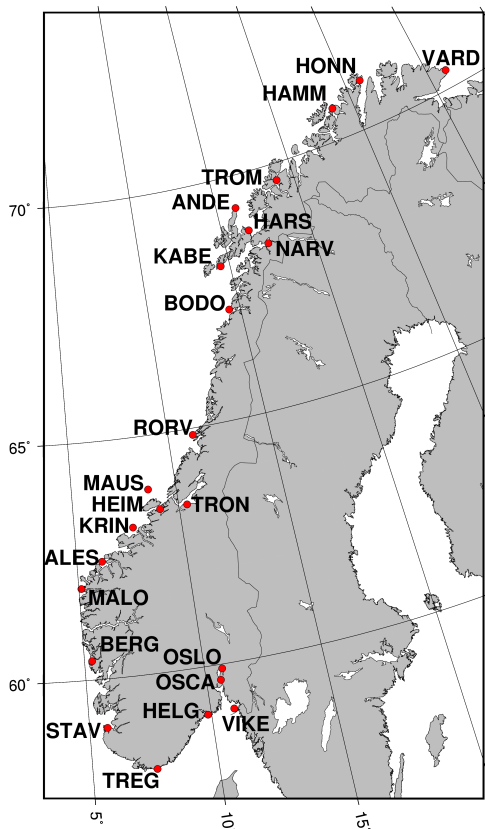 VARD
HONN
HAMM
TROM
ANDE
HARS
NARV
KABE
BODO
RORV
MAUS
HEIM
TRON
KRIN
ALES
MALO
BERG
OSLO
OSCA
HELG
VIKE
STAV
TREG
70°
65°
60°
5°
10°
15°